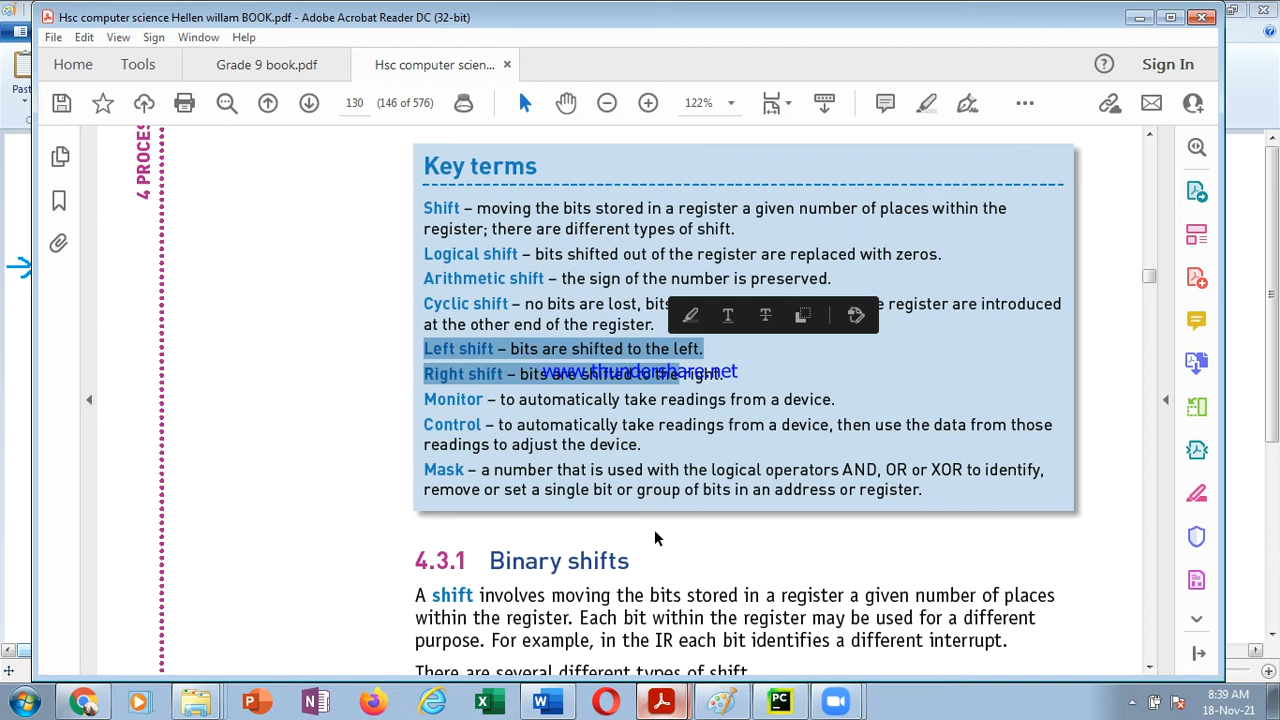 Hsc computer science Hellen willam BOOK.pdf - Adobe Acrobat Reader DC (32-bit)
File Edit View Sign Window Help
Home Tools Grade 9 book.pdf Hsc computer scien... × Sign In
130 (146 of 576) 122%
Paste
4 PROCES
Key terms
Shift – moving the bits stored in a register a given number of places within the
register; there are different types of shift.
Logical shift – bits shifted out of the register are replaced with zeros.
Arithmetic shift – the sign of the number is preserved.
Cyclic shift – no bits are lost, bits register are introduced
at the other end of the register.
Left shift – bits are shifted to the left.
Right shift – bits are shifted to the right.
www.thundershare.net
Monitor – to automatically take readings from a device.
Control – to automatically take readings from a device, then use the data from those
readings to adjust the device.
Mask – a number that is used with the logical operators AND, OR or XOR to identify,
remove or set a single bit or group of bits in an address or register.
4.3.1 Binary shifts
A shift involves moving the bits stored in a register a given number of places
within the register. Each bit within the register may be used for a different
purpose. For example, in the IR each bit identifies a different interrupt.
There are several different types of shift
8:39 AM
18-Nov-21